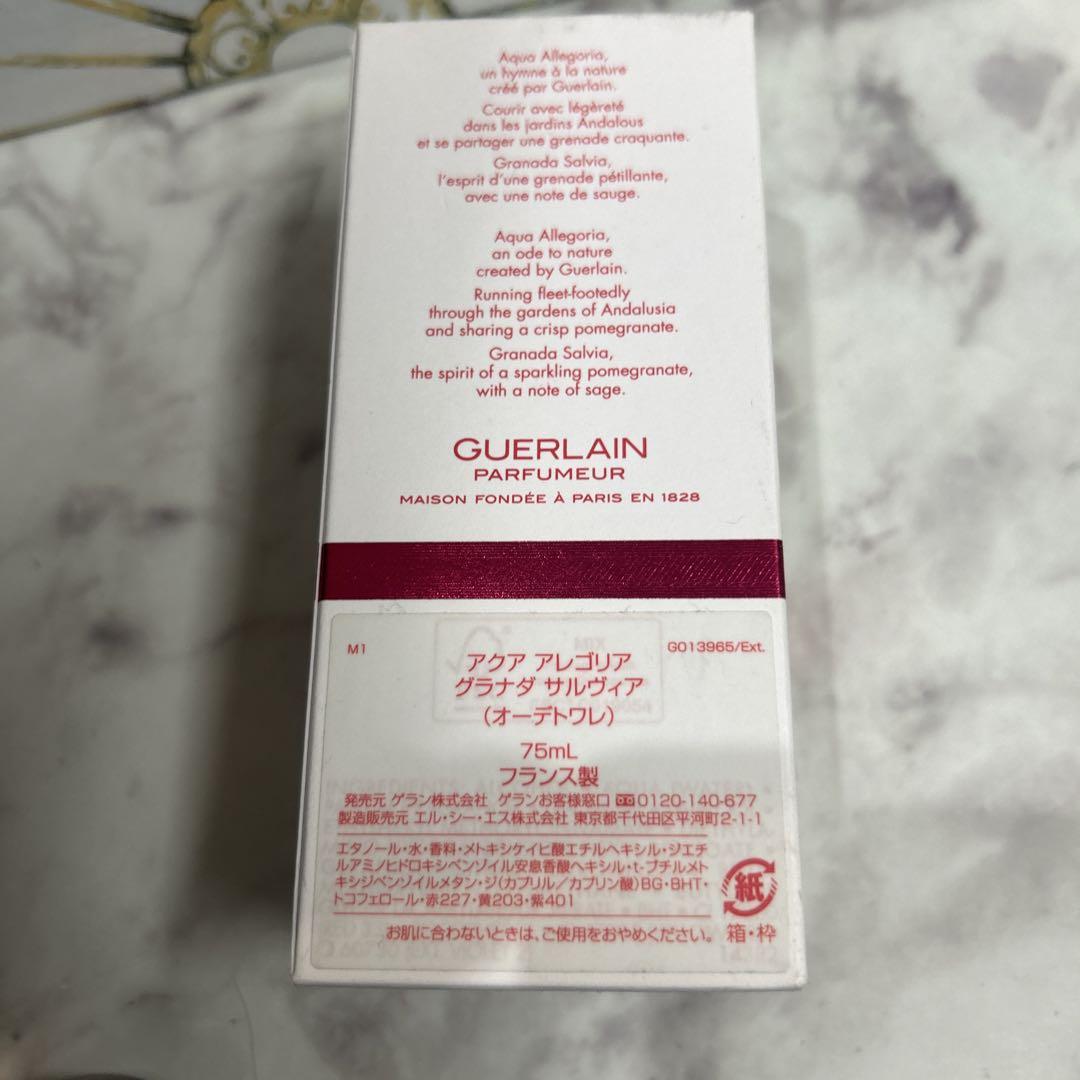 Aqua Allegoria,
un hymne à la nature
créé par Guerlain.
Courir avec légèreté
dans les jardins Andalous
et se partager une grenade craquante.
Granada Salvia,
l'esprit d'une grenade pétillante,
avec une note de sauge.
Aqua Allegoria,
an ode to nature
created by Guerlain.
Running fleet-footedly
through the gardens of Andalusia
and sharing a crisp pomegranate.
Granada Salvia,
the spirit of a sparkling pomegranate,
with a note of sage.
GUERLAIN
PARFUMEUR
MAISON FONDÉE À PARIS EN 1828
M1
G013965/Ext.
MIX
アクア アレゴリア
グラナダ サルヴィア
(オーデトワレ)
75mL
フランス製
発売元 ゲラン株式会社 ゲランお客様窓口 0120-140-677
製造販売元 エル・シー・エス株式会社 東京都千代田区平河町2-1-1
エタノール・水・香料・メトキシケイヒ酸エチルヘキシル・ジエチ
ルアミノヒドロキシベンゾイル安息香酸ヘキシル・t-ブチルメト
キシジベンゾイルメタン・ジ(カプリル/カプリン酸)BG・BHT・
トコフェロール・赤227・黄203・紫401
紙
お肌に合わないときは、ご使用をおやめください。 箱・枠